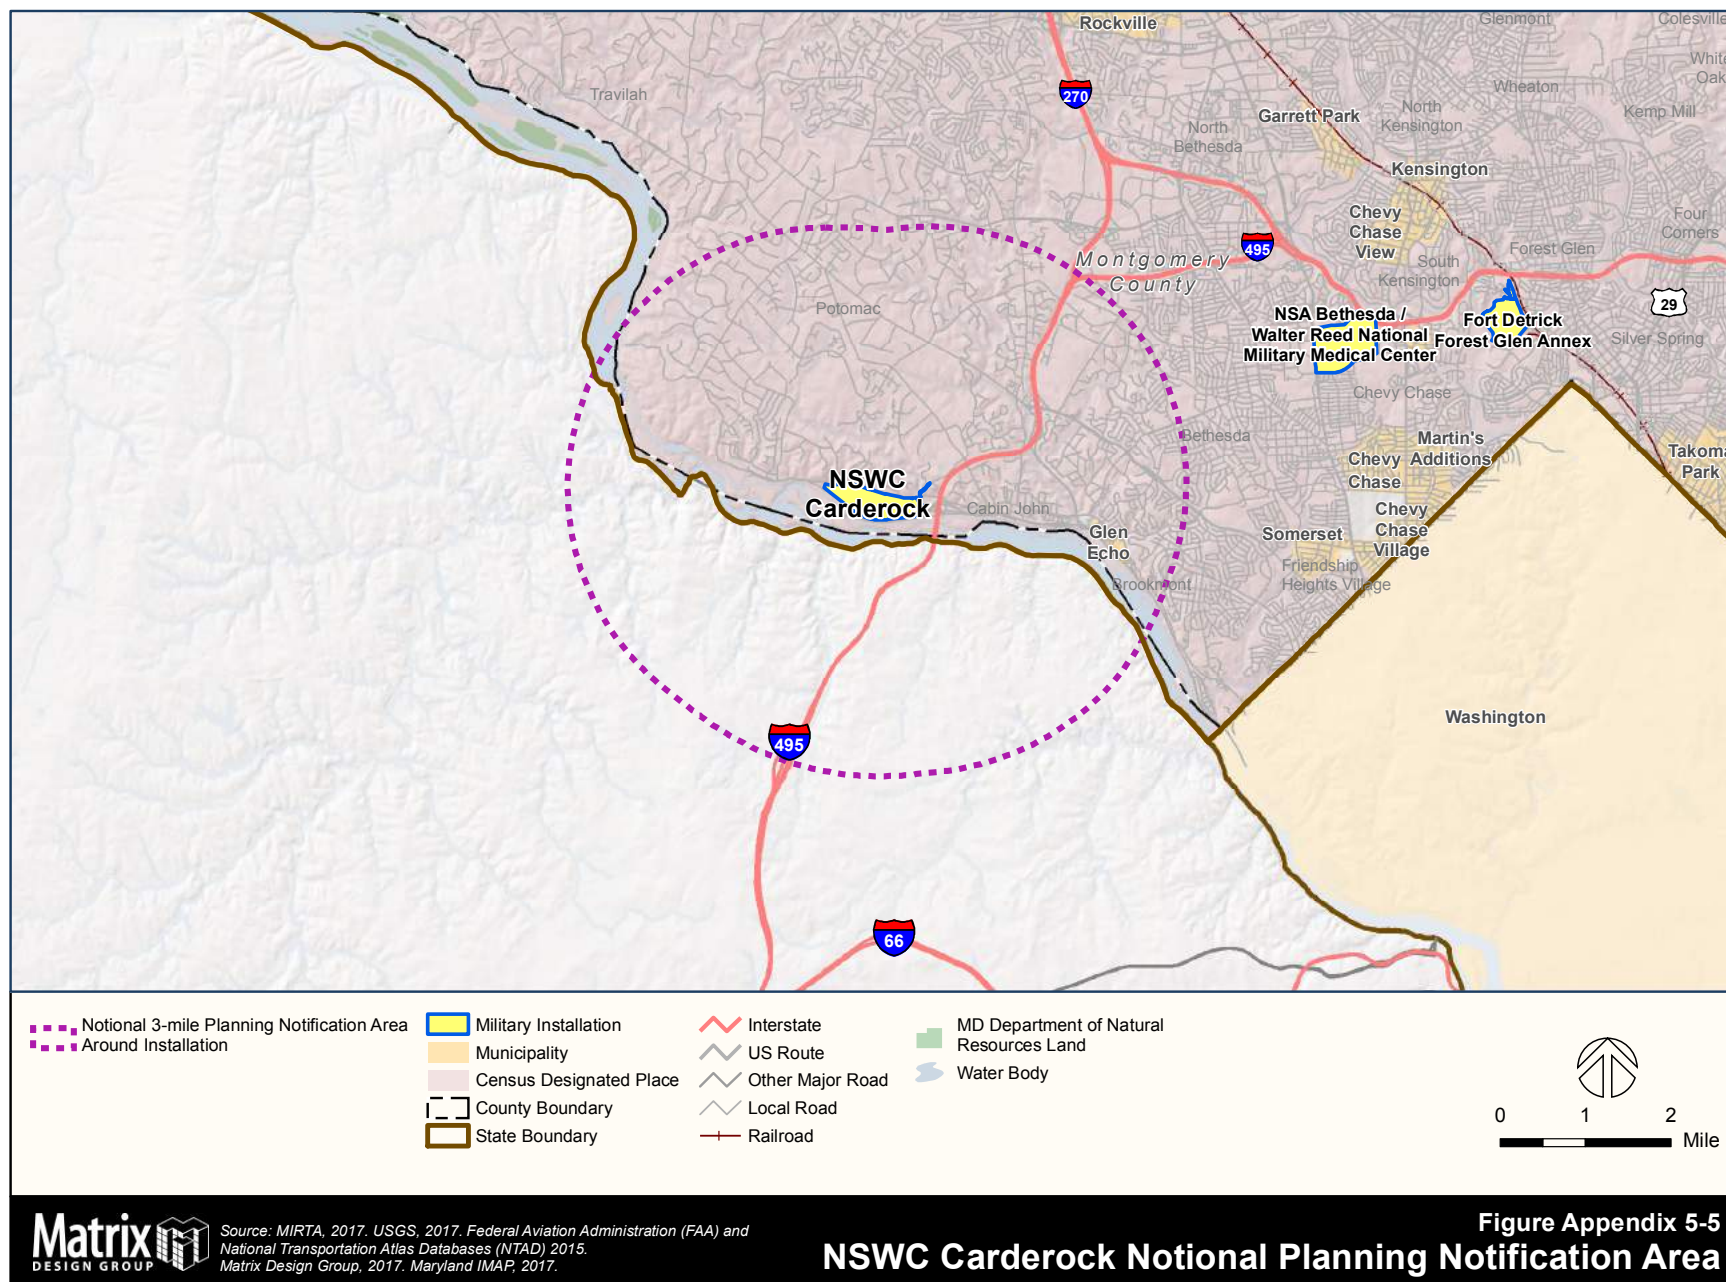 Rockville
Glenmont
Colesville
White
Oak
Travilah
270
Wheaton
Kemp Mill
Garrett Park
North
Kensington
North
Bethesda
Kensington
Chevy
Chase
View
Four
Corners
495
Forest Glen
South
Kensington
Montgomery
County
Potomac
29
NSA Bethesda /
Walter Reed National
Military Medical Center
Fort Detrick
Forest Glen Annex
Silver Spring
Chevy Chase
Bethesda
Martin's
Additions
Chevy
Chase
Takoma
Park
NSWC
Carderock
Cabin John
Chevy
Chase
Village
Glen
Echo
Somerset
Friendship
Heights Village
Brookmont
Washington
495
66
Notional 3-mile Planning Notification Area
Around Installation
Military Installation
Municipality
Census Designated Place
County Boundary
State Boundary
Interstate
US Route
Other Major Road
Local Road
Railroad
MD Department of Natural
Resources Land
Water Body
0 1 2
Mile
Matrix
DESIGN GROUP
Source: MIRTA, 2017. USGS, 2017. Federal Aviation Administration (FAA) and
National Transportation Atlas Databases (NTAD) 2015.
Matrix Design Group, 2017. Maryland IMAP, 2017.
Figure Appendix 5-5
NSWC Carderock Notional Planning Notification Area